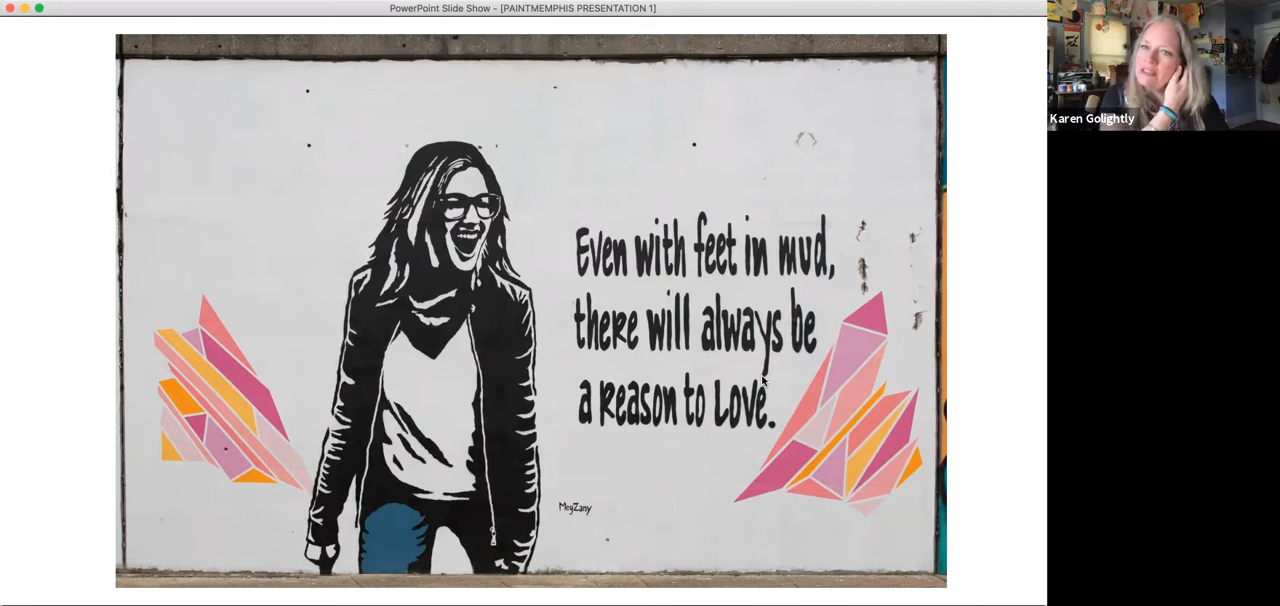 PowerPoint Slide Show - [PAINTMEMPHIS PRESENTATION 1]
Karen Golightly
Even with feet in mud,
there will always be
a Reason to Love.
MegZany